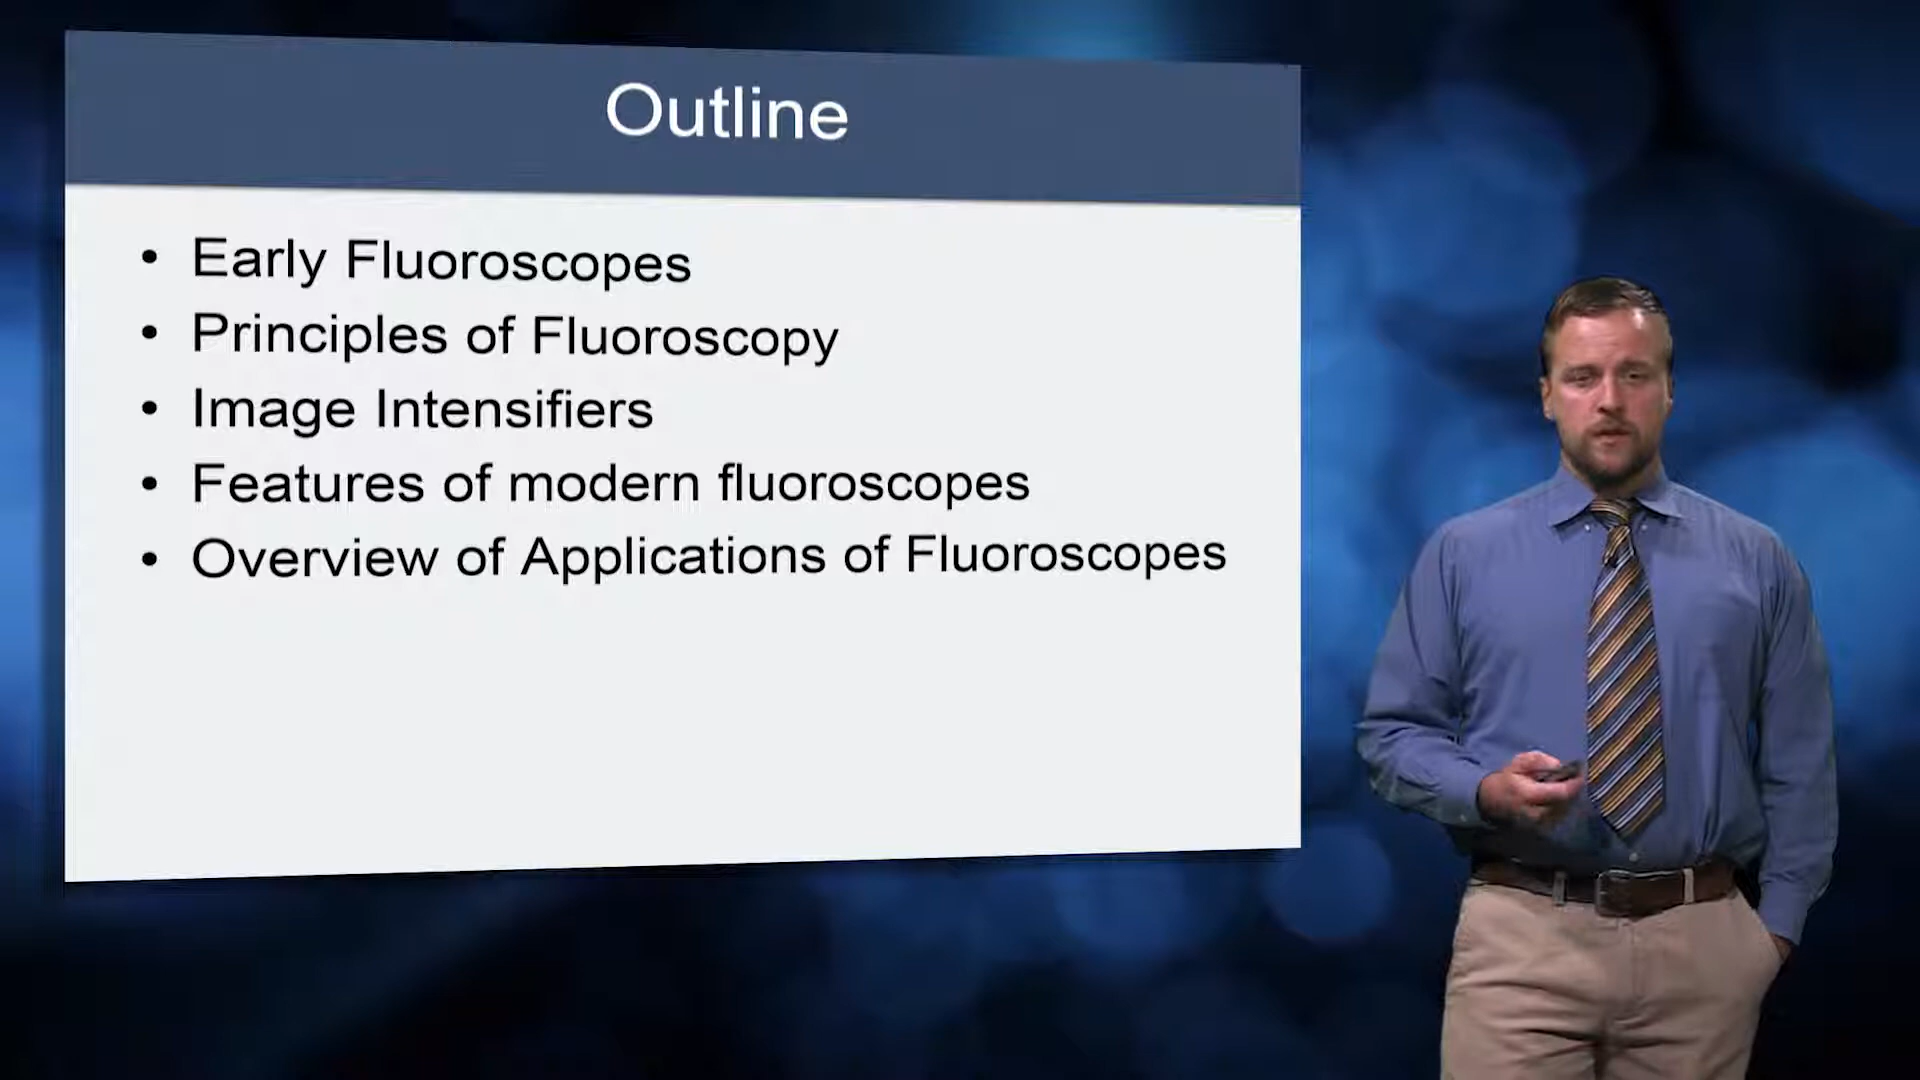 Outline
• Early Fluoroscopes
• Principles of Fluoroscopy
• Image Intensifiers
• Features of modern fluoroscopes
• Overview of Applications of Fluoroscopes